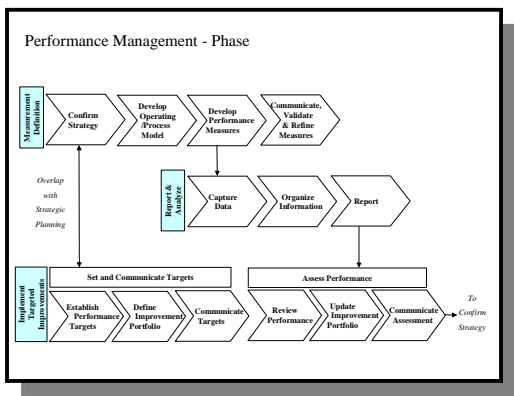 Performance Management - Phase
Measurement
Definition
Confirm
Strategy
Develop
Operating
/Process
Model
Develop
Performance
Measures
Communicate,
Validate
& Refine
Measures
Overlap
with
Strategic
Planning
Report &
Analyze
Capture
Data
Organize
Information
Report
Implement
Targeted
Improvements
Set and Communicate Targets
Establish
Performance
Targets
Define
Improvement
Portfolio
Communicate
Targets
Assess Performance
Review
Performance
Update
Improvement
Portfolio
Communicate
Assessment
To
Confirm
Strategy